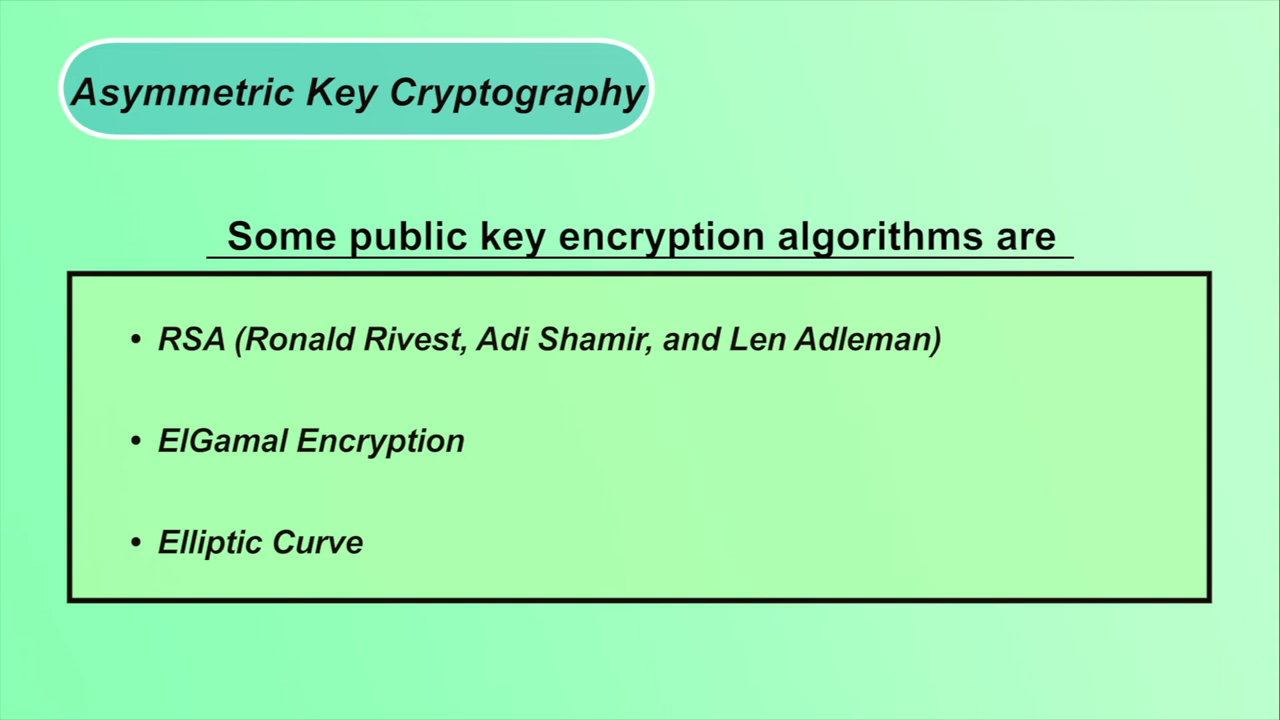 Asymmetric Key Cryptography
Some public key encryption algorithms are
• RSA (Ronald Rivest, Adi Shamir, and Len Adleman)
• ElGamal Encryption
• Elliptic Curve